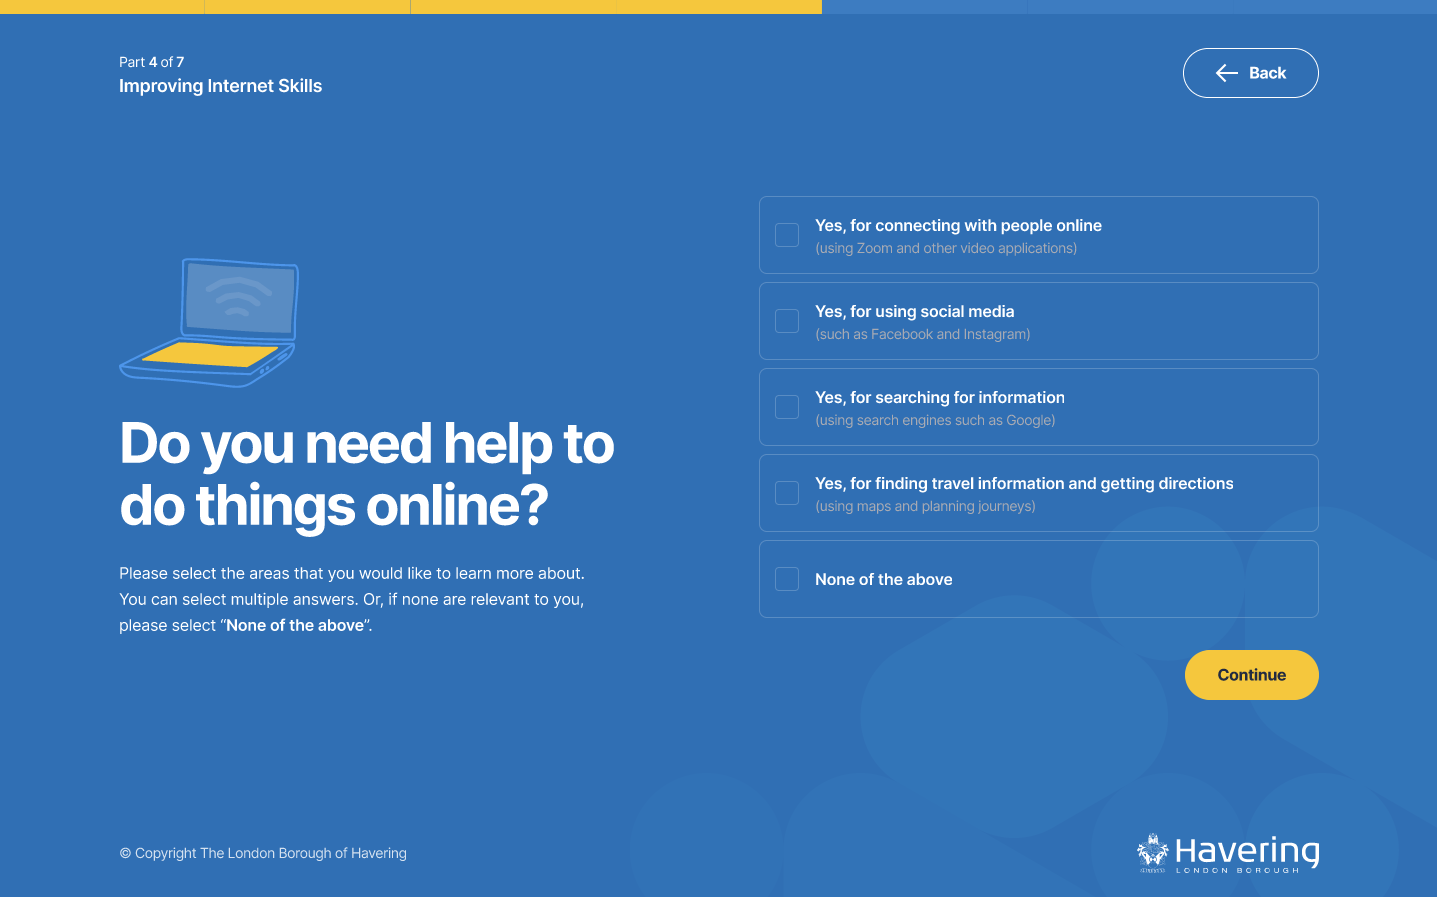 Part 4 of 7
Improving Internet Skills
Back
Do you need help to
do things online?
Please select the areas that you would like to learn more about.
You can select multiple answers. Or, if none are relevant to you,
please select “None of the above”.
Yes, for connecting with people online
(using Zoom and other video applications)
Yes, for using social media
(such as Facebook and Instagram)
Yes, for searching for information
(using search engines such as Google)
Yes, for finding travel information and getting directions
(using maps and planning journeys)
None of the above
Continue
© Copyright The London Borough of Havering
Havering
LONDON BOROUGH